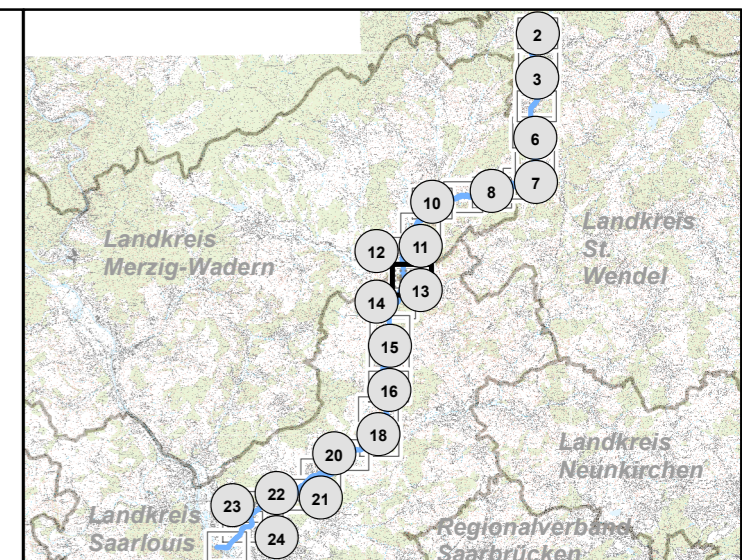 2
3
6
7
8
10
Landkreis
St.
Wendel
Landkreis
Merzig-Wadern
11
12
13
14
15
16
18
Landkreis
Neunkirchen
20
21
22
23
Landkreis
Saarlouis
24
Regionalverband
Saarbrücken